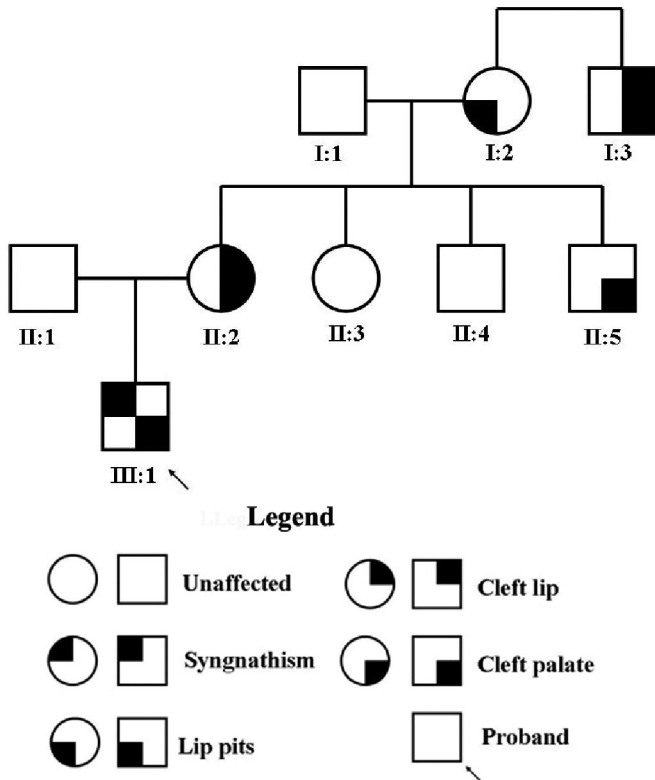 I:1 I:2 I:3
II:1 II:2 II:3 II:4 II:5
III:1
Legend
Unaffected
Cleft lip
Syngnathism
Cleft palate
Lip pits
Proband